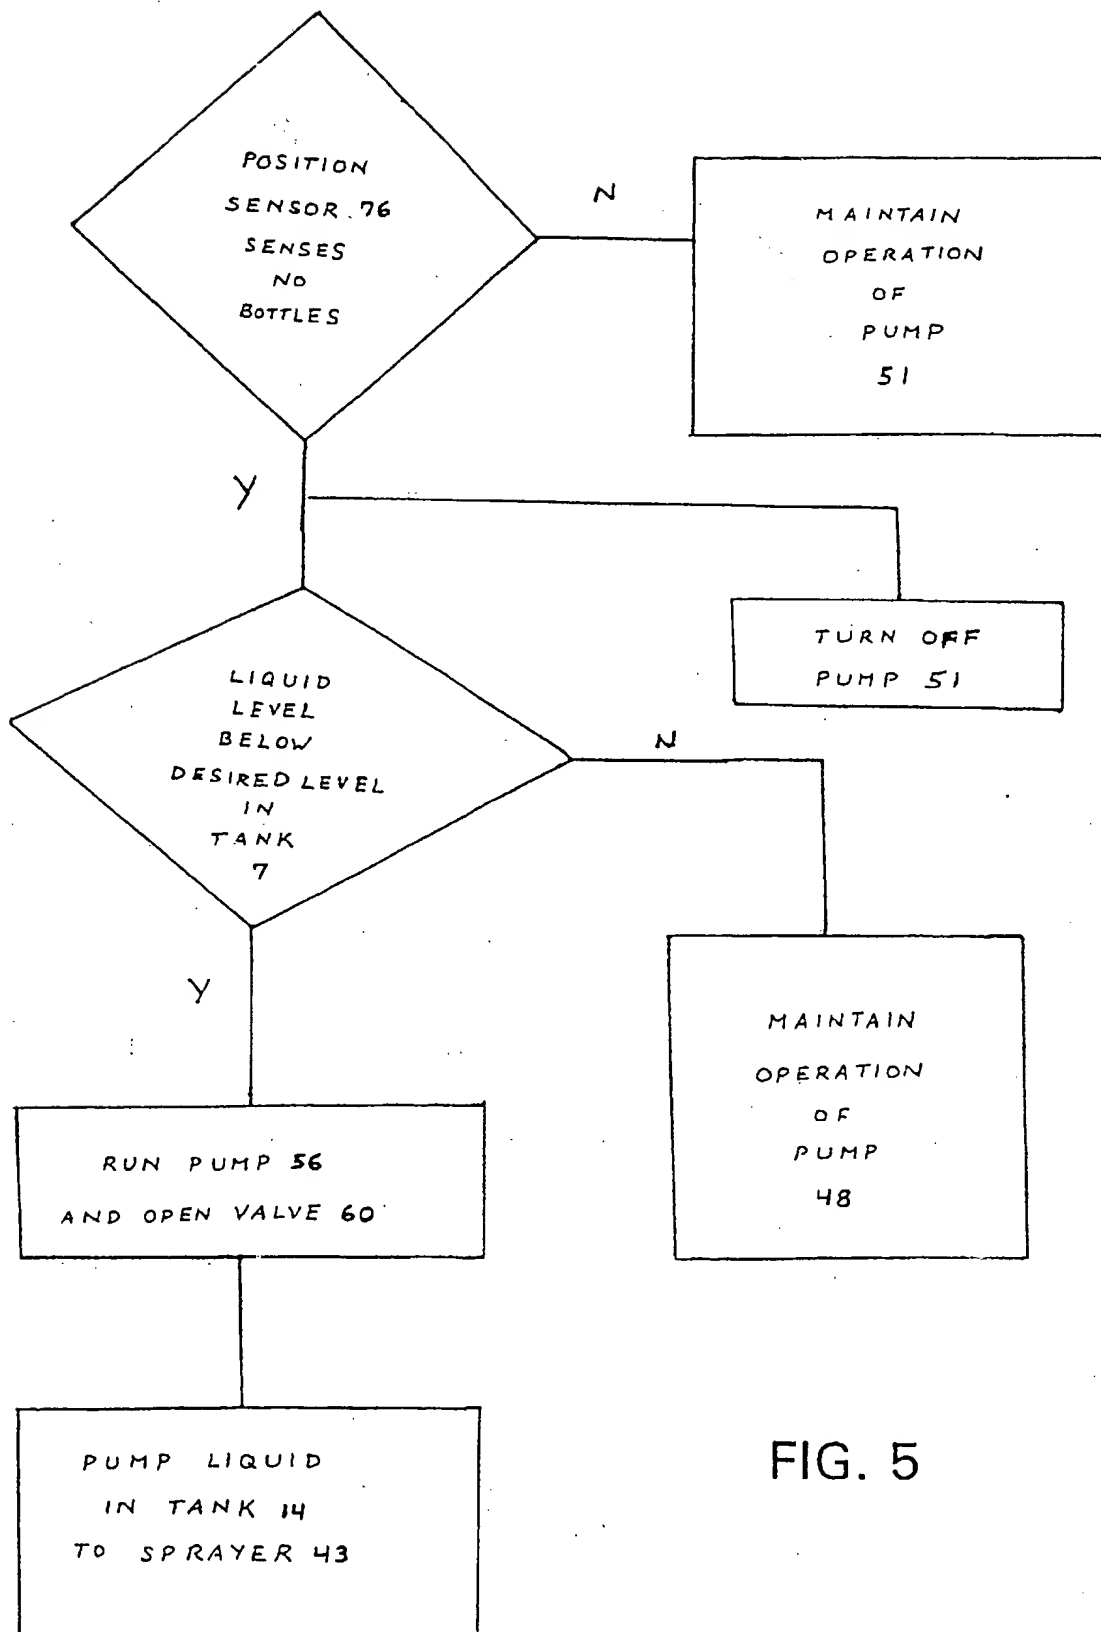 POSITION
SENSOR 76
SENSES
NO
BOTTLES
N
MAINTAIN
OPERATION
OF
PUMP
51
Y
TURN OFF
PUMP 51
LIQUID
LEVEL
BELOW
DESIRED LEVEL
IN
TANK
7
N
MAINTAIN
OPERATION
OF
PUMP
48
Y
RUN PUMP 56
AND OPEN VALVE 60
PUMP LIQUID
IN TANK 14
TO SPRAYER 43
FIG. 5